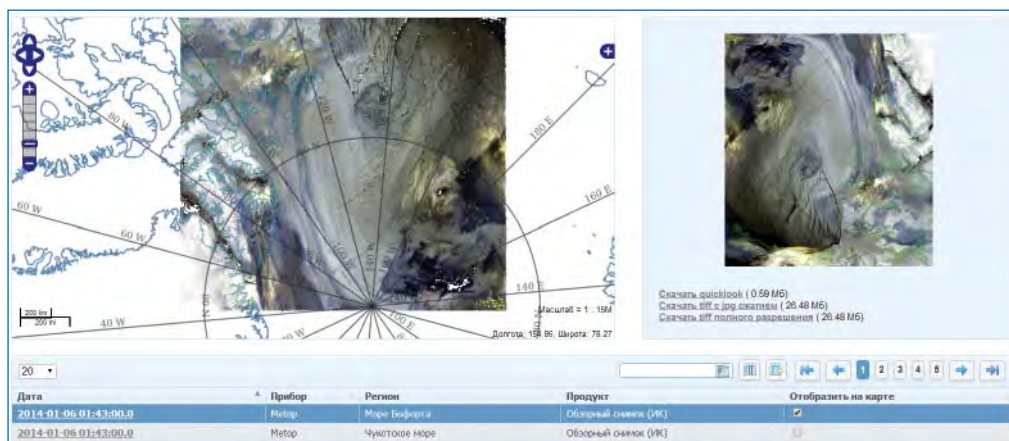 80 W
180 E
160 E
60 W
60 W
140 E
40 W
100 E
200 km
200 mi
Масштаб = 1 : 15M
Долгота: 154.86, Широта: 78.27
Скачать quicklook ( 0.59 Мб)
Скачать tiff с jpg сжатием ( 26.48 Мб)
Скачать tiff полного разрешения ( 26.48 Мб)
20
1 2 3 4 5
Дата Прибор Регион Продукт Отобразить на карте
2014-01-06 01:43:00.0 Metop Море Бофорта Обзорный снимок (ИК)
2014-01-06 01:43:00.0 Metop Чукотское море Обзорный снимок (ИК)